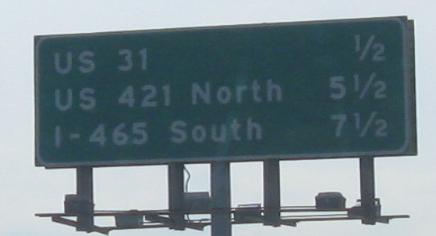 US 31 1/2
US 421 North 5 1/2
I-465 South 7 1/2